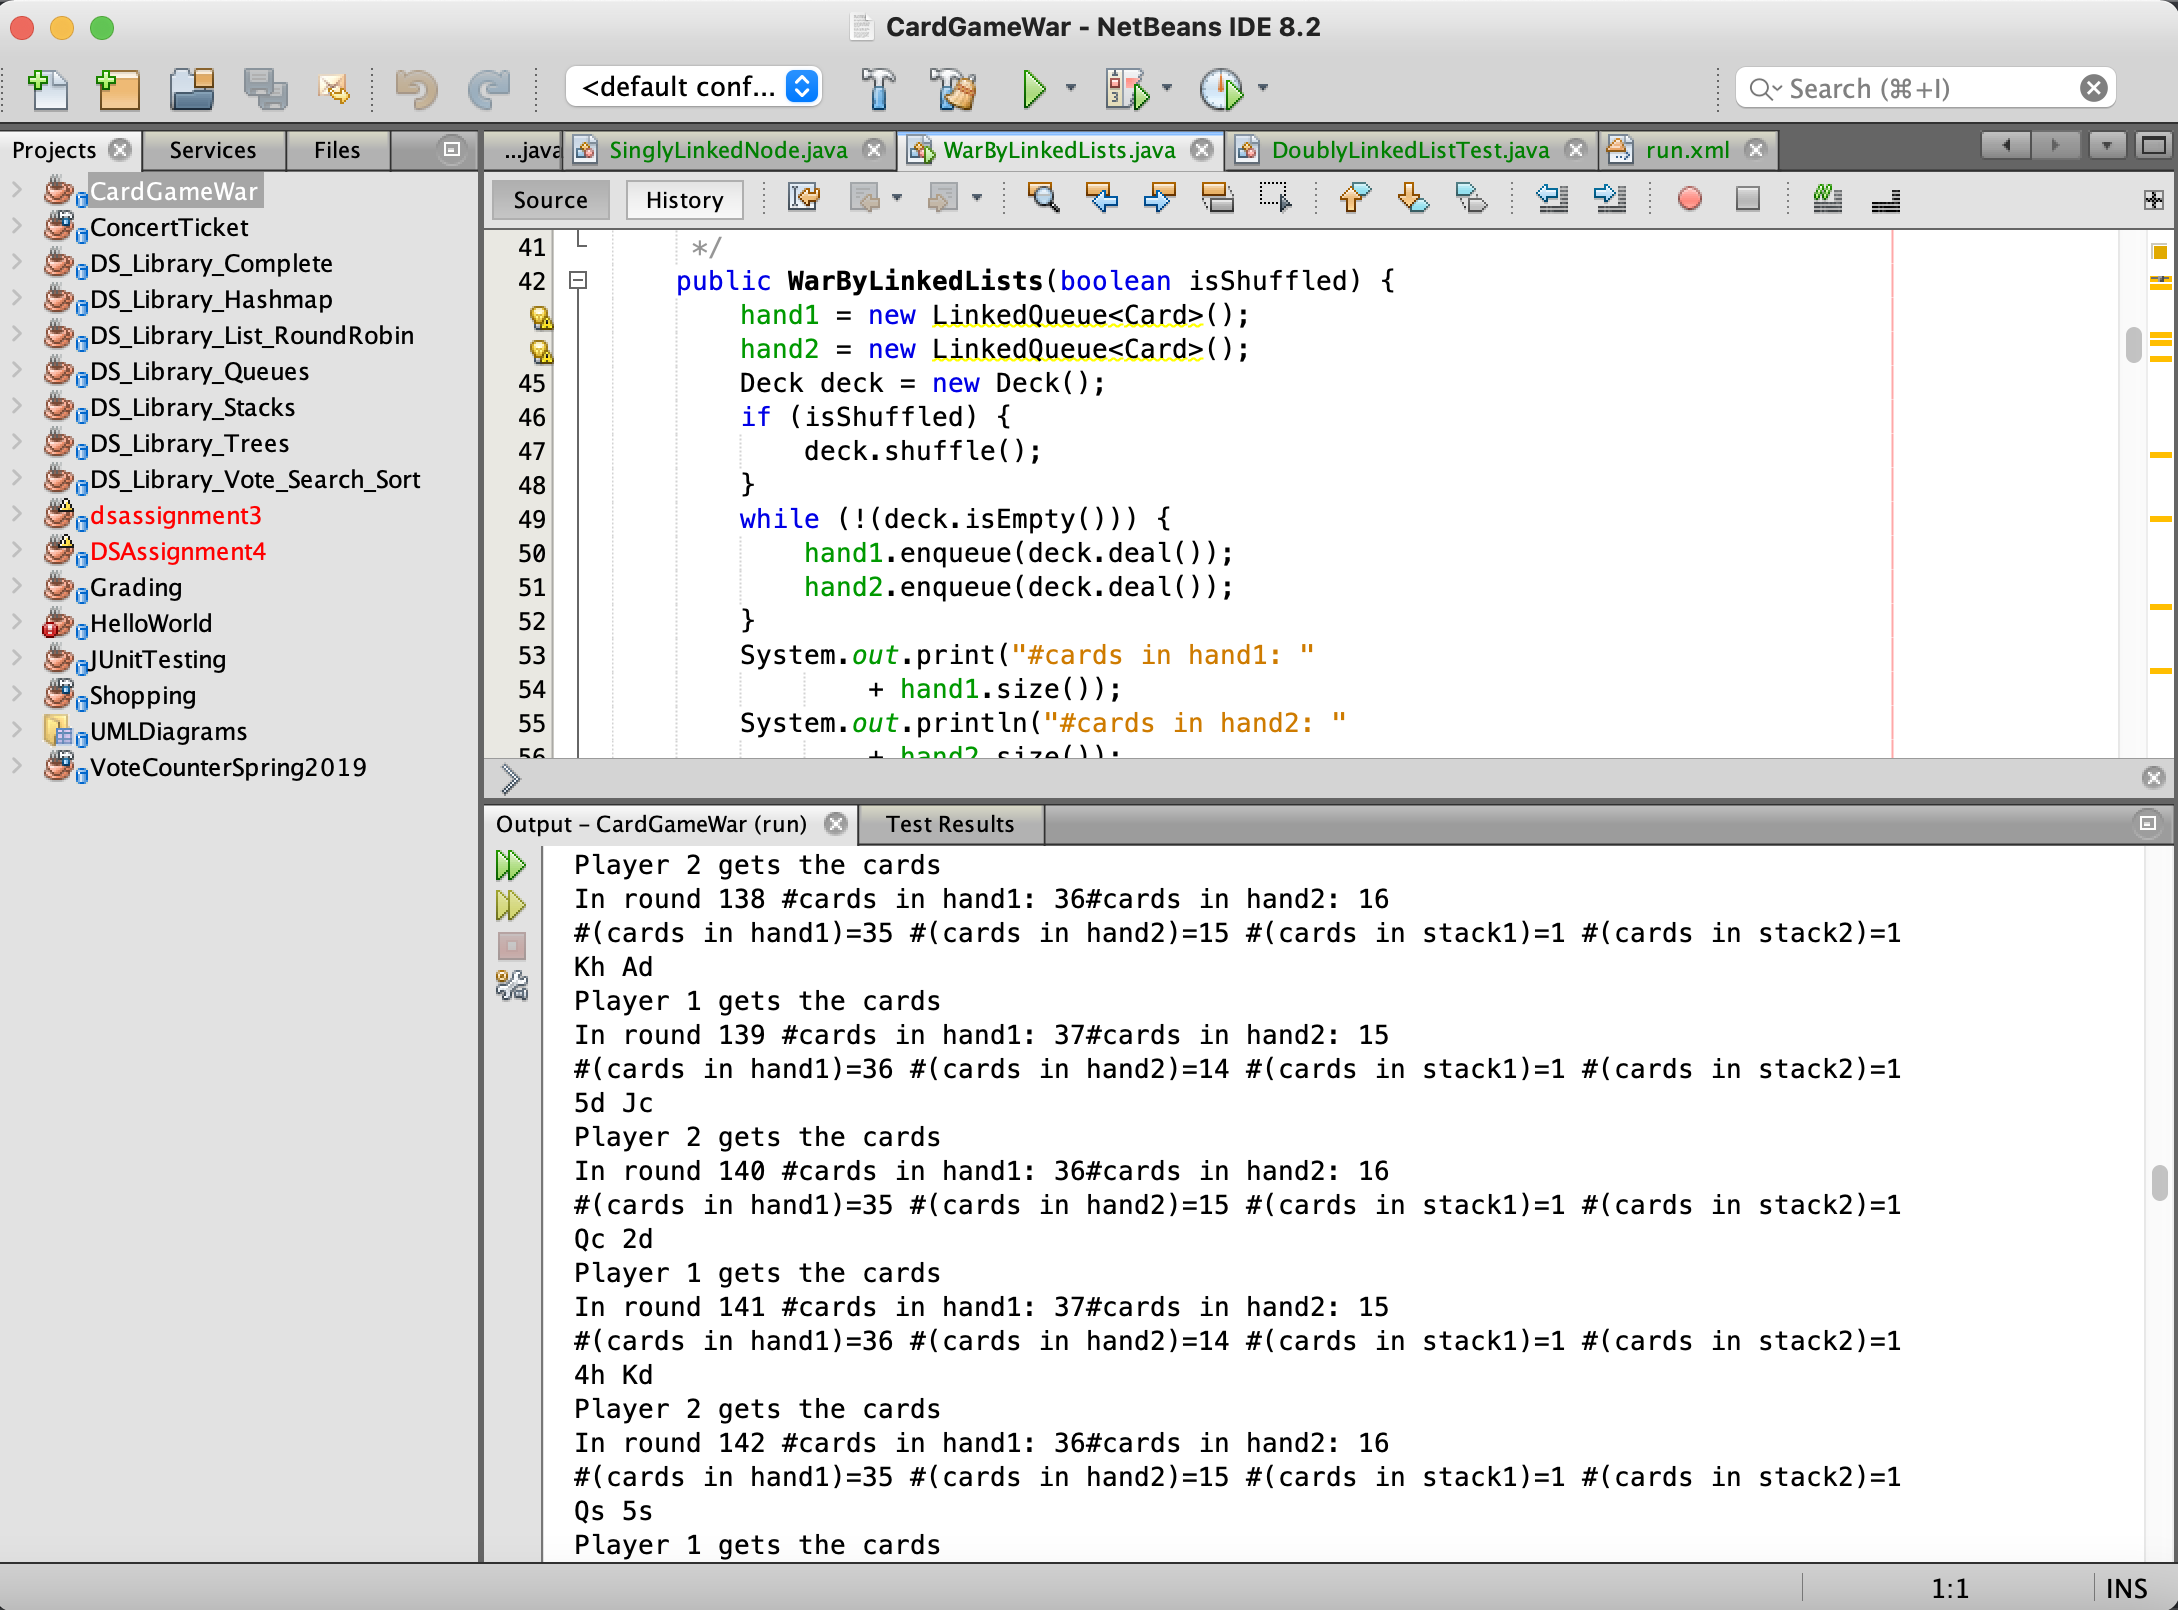 CardGameWar - NetBeans IDE 8.2
<default conf...
Search (⌘+I)
Projects
Services
Files
...java
SinglyLinkedNode.java
WarByLinkedLists.java
DoublyLinkedListTest.java
run.xml
CardGameWar
ConcertTicket
DS_Library_Complete
DS_Library_Hashmap
DS_Library_List_RoundRobin
DS_Library_Queues
DS_Library_Stacks
DS_Library_Trees
DS_Library_Vote_Search_Sort
dsassignment3
DSAssignment4
Grading
HelloWorld
JUnitTesting
Shopping
UMLDiagrams
VoteCounterSpring2019
Source
History
41 */
42 public WarByLinkedLists(boolean isShuffled) {
hand1 = new LinkedQueue<Card>();
hand2 = new LinkedQueue<Card>();
45 Deck deck = new Deck();
46 if (isShuffled) {
47 deck.shuffle();
48 }
49 while (!(deck.isEmpty())) {
50 hand1.enqueue(deck.deal());
51 hand2.enqueue(deck.deal());
52 }
53 System.out.print("#cards in hand1: "
54 + hand1.size());
55 System.out.println("#cards in hand2: "
56 + hand2.size());
Output – CardGameWar (run)
Test Results
Player 2 gets the cards
In round 138 #cards in hand1: 36#cards in hand2: 16
#(cards in hand1)=35 #(cards in hand2)=15 #(cards in stack1)=1 #(cards in stack2)=1
Kh Ad
Player 1 gets the cards
In round 139 #cards in hand1: 37#cards in hand2: 15
#(cards in hand1)=36 #(cards in hand2)=14 #(cards in stack1)=1 #(cards in stack2)=1
5d Jc
Player 2 gets the cards
In round 140 #cards in hand1: 36#cards in hand2: 16
#(cards in hand1)=35 #(cards in hand2)=15 #(cards in stack1)=1 #(cards in stack2)=1
Qc 2d
Player 1 gets the cards
In round 141 #cards in hand1: 37#cards in hand2: 15
#(cards in hand1)=36 #(cards in hand2)=14 #(cards in stack1)=1 #(cards in stack2)=1
4h Kd
Player 2 gets the cards
In round 142 #cards in hand1: 36#cards in hand2: 16
#(cards in hand1)=35 #(cards in hand2)=15 #(cards in stack1)=1 #(cards in stack2)=1
Qs 5s
Player 1 gets the cards
1:1
INS